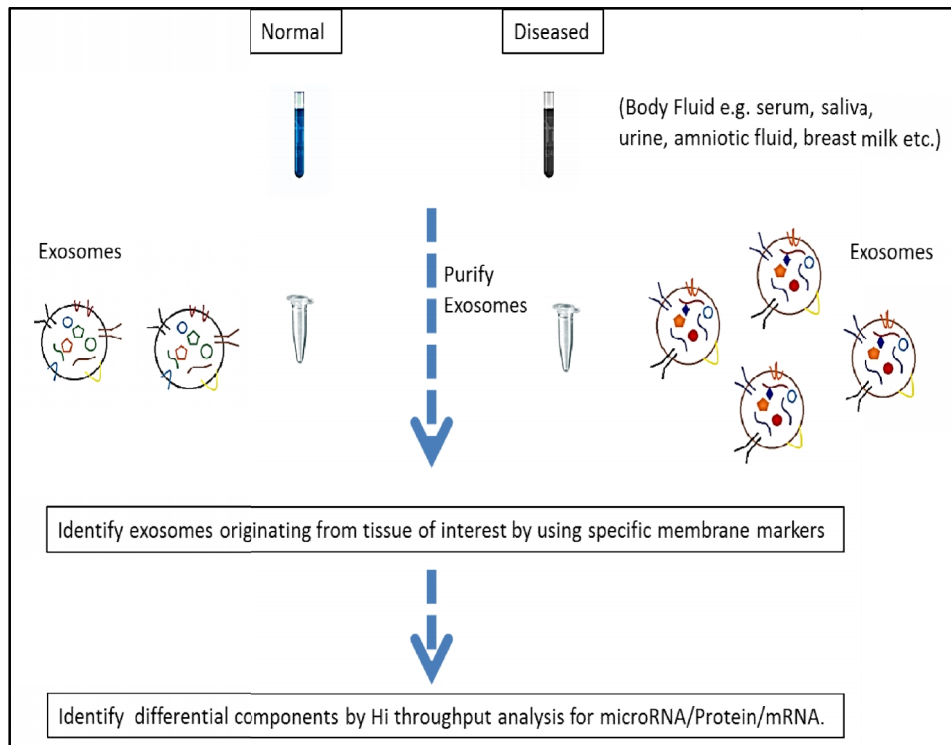 Normal
Diseased
(Body Fluid e.g. serum, saliva,
urine, amniotic fluid, breast milk etc.)
Exosomes
Purify
Exosomes
Exosomes
Identify exosomes originating from tissue of interest by using specific membrane markers
Identify differential components by Hi throughput analysis for microRNA/Protein/mRNA.